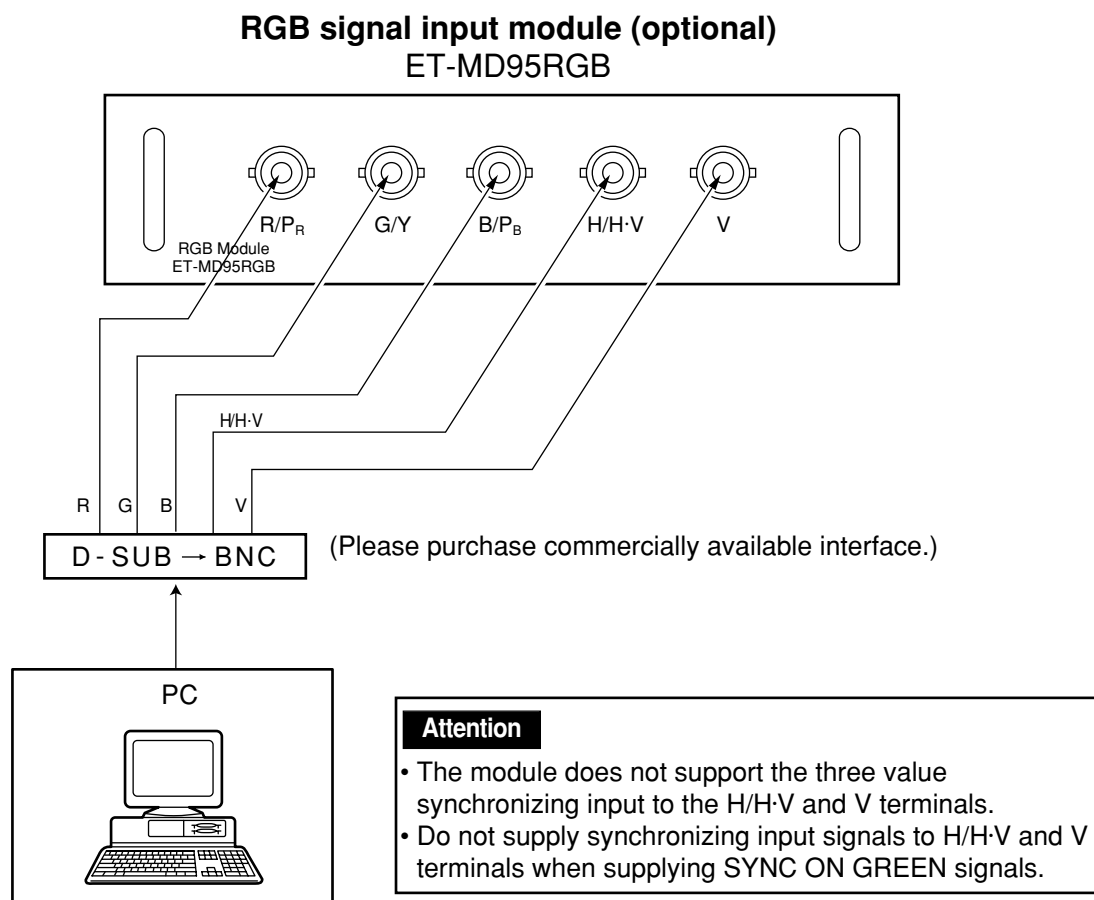 RGB signal input module (optional)
ET-MD95RGB
R/PR
G/Y
B/PB
H/H·V
V
RGB Module
ET-MD95RGB
H/H·V
R
G
B
V
D-SUB → BNC
(Please purchase commercially available interface.)
PC
Attention
• The module does not support the three value
synchronizing input to the H/H·V and V terminals.
• Do not supply synchronizing input signals to H/H·V and V
terminals when supplying SYNC ON GREEN signals.